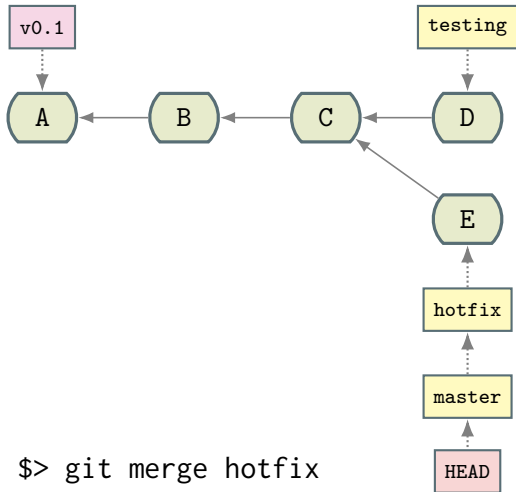 v0.1 testing
A B C D
E
hotfix
master
$> git merge hotfix HEAD